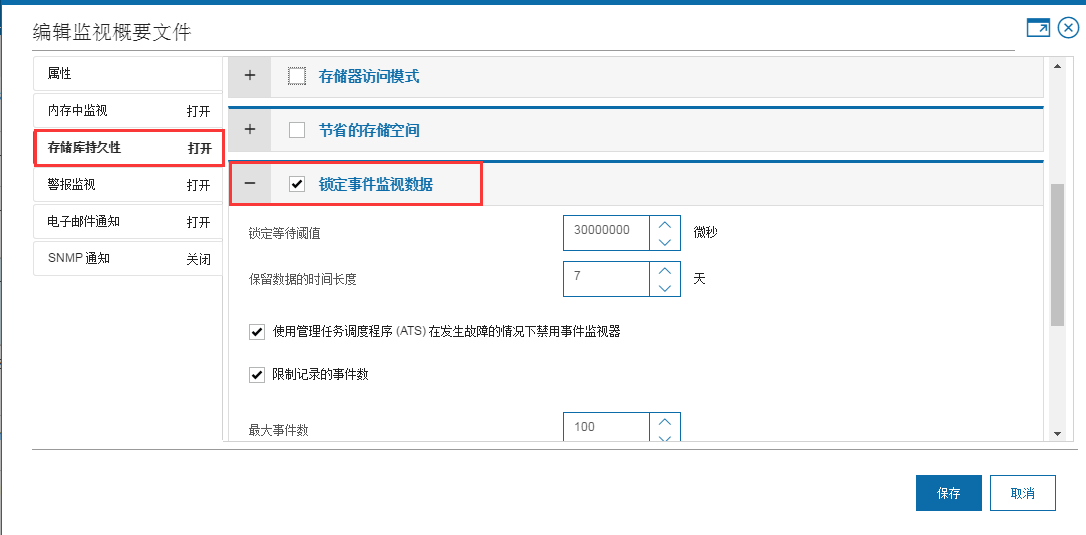 编辑监视概要文件
属性
内存中监视 打开
存储库持久性 打开
警报监视 打开
电子邮件通知 打开
SNMP 通知 关闭
+ 存储器访问模式
+ 节省的存储空间
− 锁定事件监视数据
锁定等待阈值 30000000 微秒
保留数据的时间长度 7 天
使用管理任务调度程序 (ATS) 在发生故障的情况下禁用事件监视器
限制记录的事件数
最大事件数 100
保存 取消